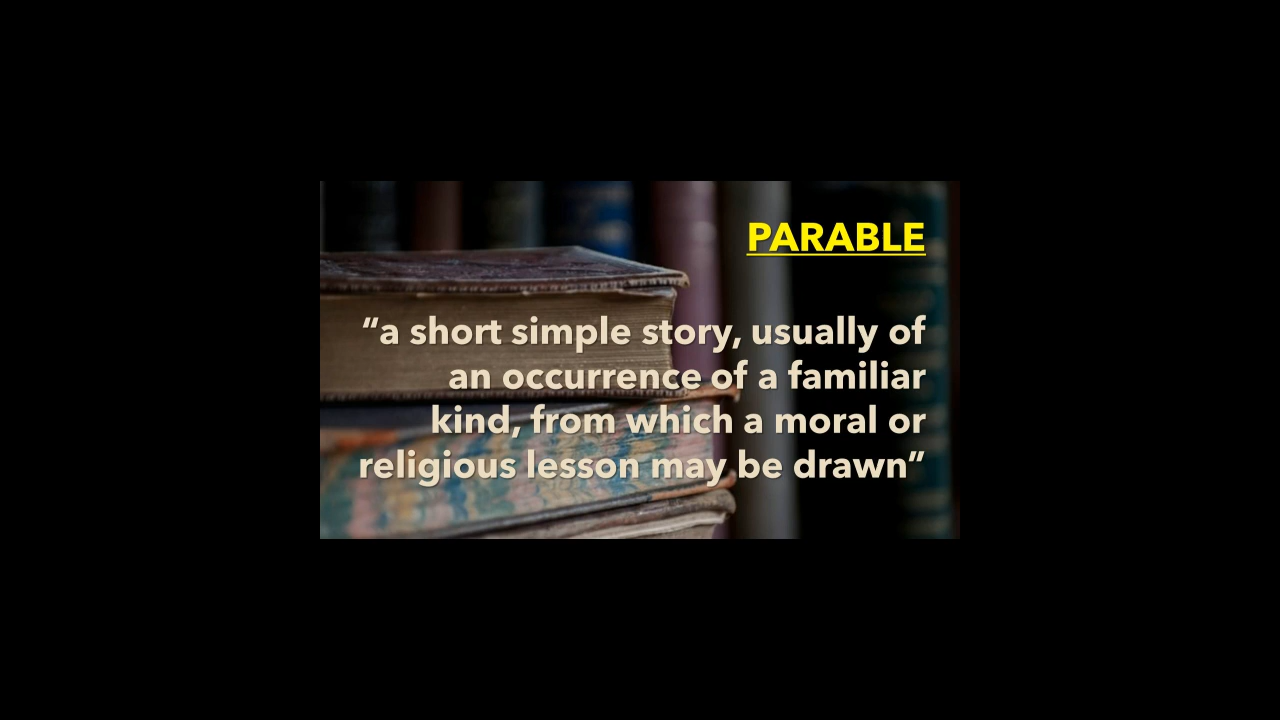 PARABLE
“a short simple story, usually of
an occurrence of a familiar
kind, from which a moral or
religious lesson may be drawn”